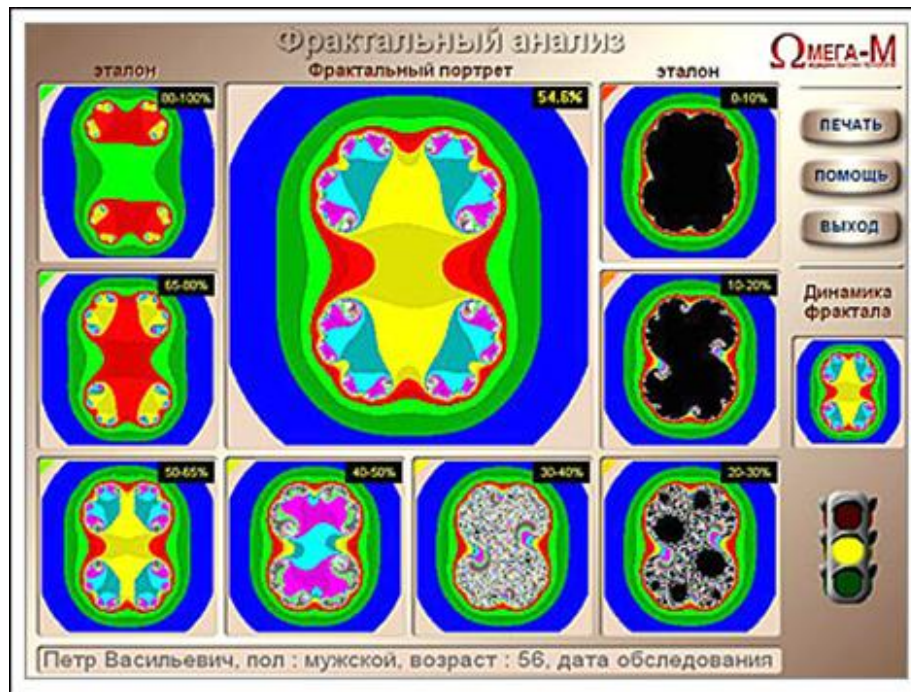 Фрактальный анализ
ΩМЕГА-М
эталон
Фрактальный портрет
эталон
80-100%
54.6%
0-10%
ПЕЧАТЬ
ПОМОЩЬ
ВЫХОД
65-80%
10-20%
Динамика
фрактала
50-65%
40-50%
30-40%
20-30%
Петр Васильевич, пол : мужской, возраст : 56, дата обследования